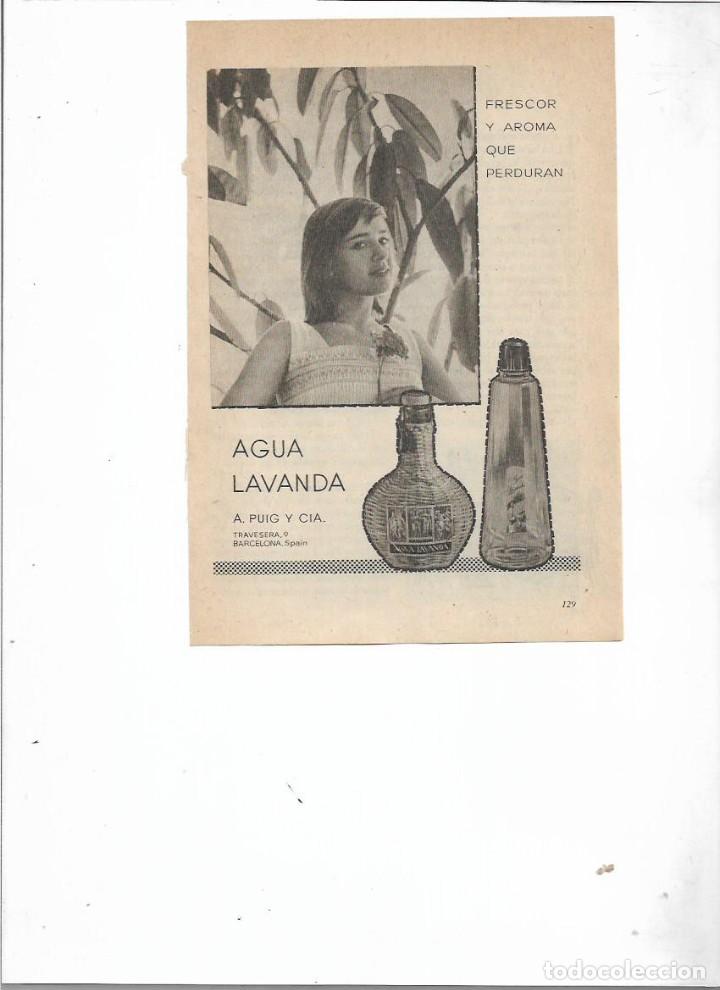 FRESCOR
Y AROMA
QUE
PERDURAN
AGUA
LAVANDA
A. PUIG Y CIA.
TRAVESERA, 9
BARCELONA, Spain
AGUA LAVANDA
129
todocoleccion